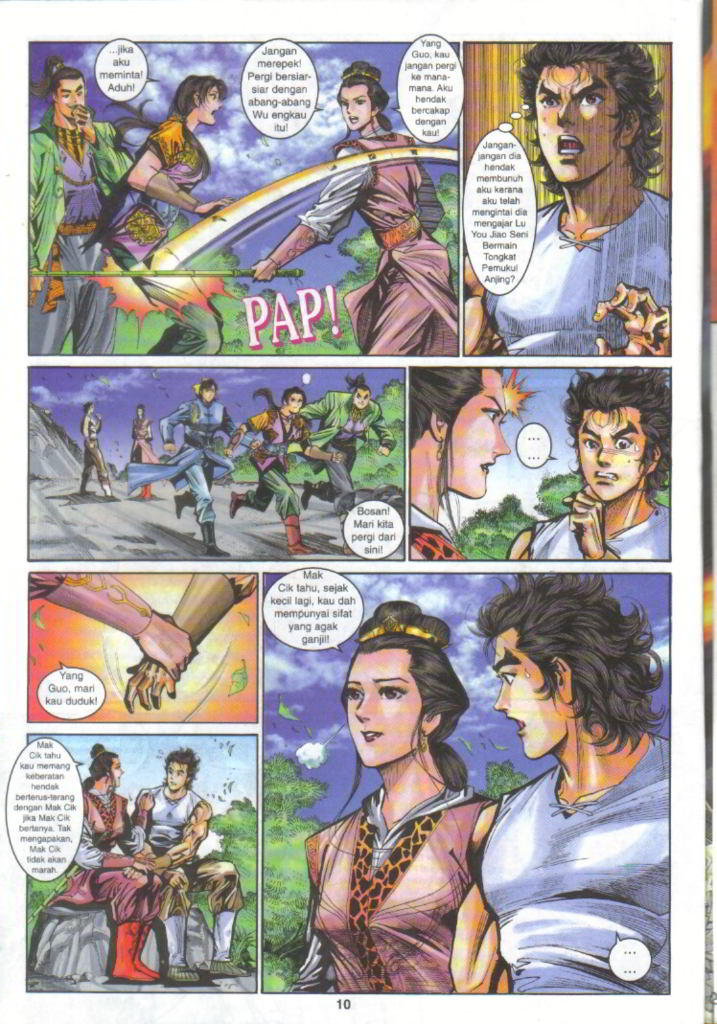 ...jika
aku
meminta!
Aduh!
Jangan
merepek!
Pergi bersiar-
siar dengan
abang-abang
Wu engkau
itu!
Yang
Guo, kau
jangan pergi
ke mana-
mana. Aku
hendak
bercakap
dengan
kau!
PAP!
Jangan-
jangan dia
hendak
membunuh
aku kerana
aku telah
mengintai dia
mengajar Lu
You Jiao Seni
Bermain
Tongkat
Pemukul
Anjing?
Bosan!
Mari kita
pergi dari
sini!
...
...
Yang
Guo, mari
kau duduk!
Mak
Cik tahu, sejak
kecil lagi, kau dah
mempunyai sifat
yang agak
ganjil!
Mak
Cik tahu
kau memang
keberatan
hendak
berterus-terang
dengan Mak Cik
jika Mak Cik
bertanya. Tak
mengapakan,
Mak Cik
tidak akan
marah.
...
...
10